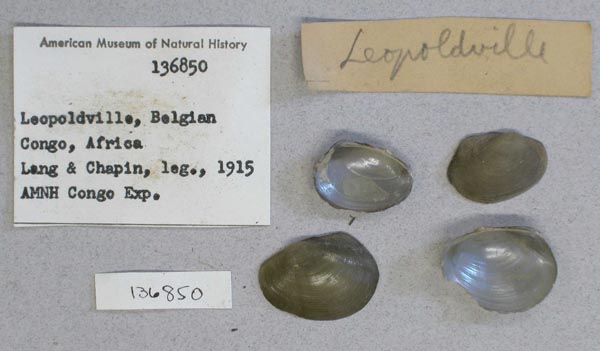 American Museum of Natural History
136850
Leopoldville, Belgian
Congo, Africa
Lang & Chapin, leg., 1915
AMNH Congo Exp.
Leopoldville
136850